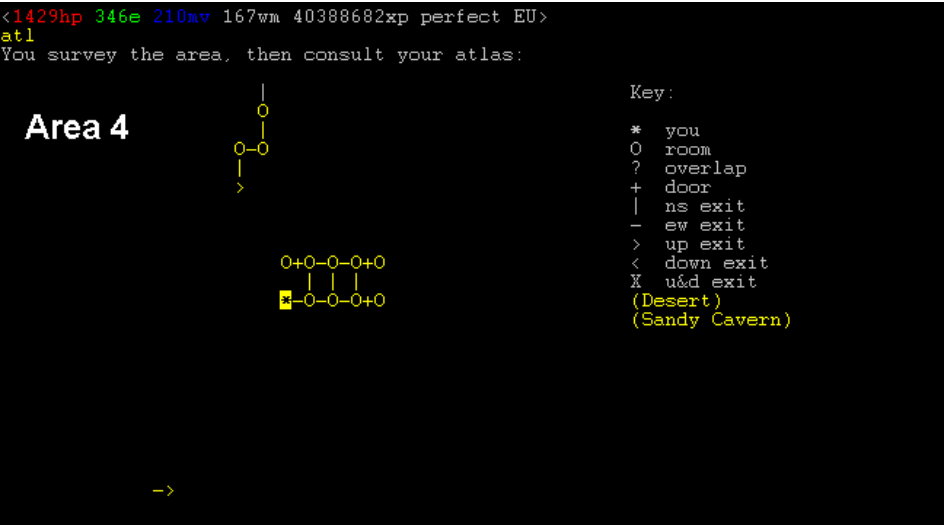 <1429hp 346e 210mv 167wm 40388682xp perfect EU>
atl
You survey the area, then consult your atlas:
Area 4
|
O
|
O-O
|
>
O+O-O-O+O
| | |
*-O-O-O+O
->
Key:
* you
O room
? overlap
+ door
| ns exit
- ew exit
> up exit
< down exit
X u&d exit
(Desert)
(Sandy Cavern)